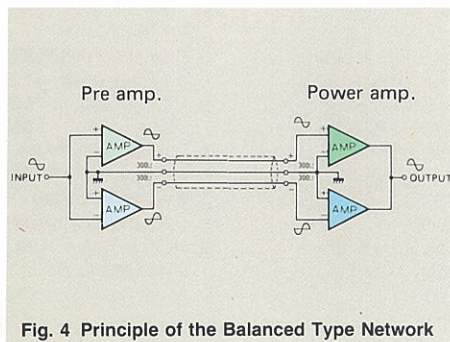 Pre amp.
Power amp.
+
AMP
−
+
300Ω
300Ω
−
INPUT
+
AMP
−
+
AMP
−
300Ω
300Ω
OUTPUT
+
AMP
−
Fig. 4 Principle of the Balanced Type Network